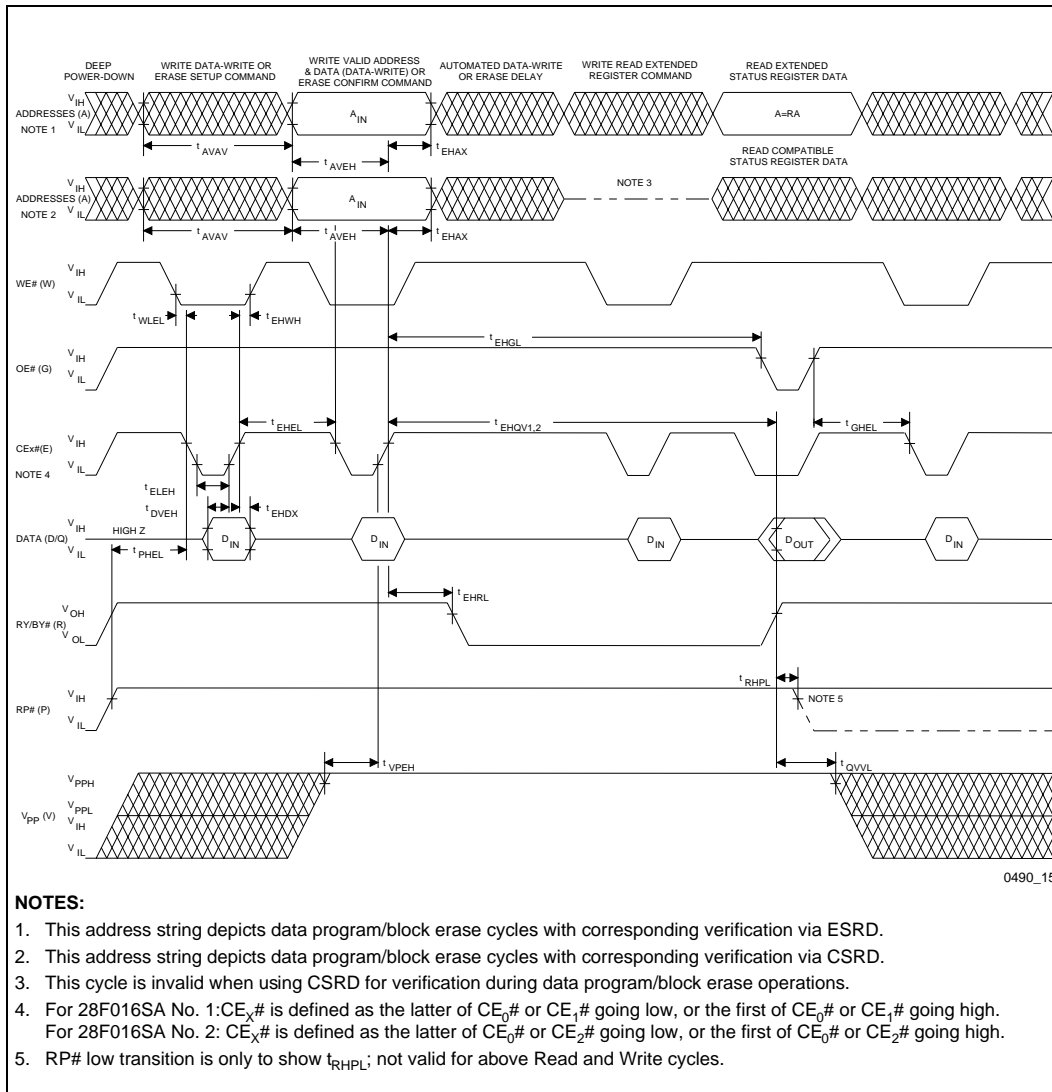 DEEP
POWER-DOWN
WRITE DATA-WRITE OR
ERASE SETUP COMMAND
WRITE VALID ADDRESS
& DATA (DATA-WRITE) OR
ERASE CONFIRM COMMAND
AUTOMATED DATA-WRITE
OR ERASE DELAY
WRITE READ EXTENDED
REGISTER COMMAND
READ EXTENDED
STATUS REGISTER DATA
V IH
ADDRESSES (A)
NOTE 1
V IL
A IN
A=RA
t AVAV
t AVEH
t EHAX
READ COMPATIBLE
STATUS REGISTER DATA
V IH
ADDRESSES (A)
NOTE 2
V IL
A IN
NOTE 3
t AVAV
t AVEH
t EHAX
V IH
WE# (W)
V IL
t WLEL
t EHWH
t EHGL
V IH
OE# (G)
V IL
t EHEL
t EHQV1,2
t GHEL
V IH
CEx#(E)
V IL
NOTE 4
t ELEH
t DVEH
t EHDX
V IH
DATA (D/Q)
V IL
HIGH Z
D IN
D IN
D IN
D OUT
D IN
t PHEL
t EHRL
V OH
RY/BY# (R)
V OL
t RHPL
V IH
RP# (P)
V IL
NOTE 5
t VPEH
t QVVL
V PPH
V PPL
V PP (V)
V IH
V IL
0490_15
NOTES:
1. This address string depicts data program/block erase cycles with corresponding verification via ESRD.
2. This address string depicts data program/block erase cycles with corresponding verification via CSRD.
3. This cycle is invalid when using CSRD for verification during data program/block erase operations.
4. For 28F016SA No. 1:CEX# is defined as the latter of CE0# or CE1# going low, or the first of CE0# or CE1# going high.
For 28F016SA No. 2: CEX# is defined as the latter of CE0# or CE2# going low, or the first of CE0# or CE2# going high.
5. RP# low transition is only to show tRHPL; not valid for above Read and Write cycles.